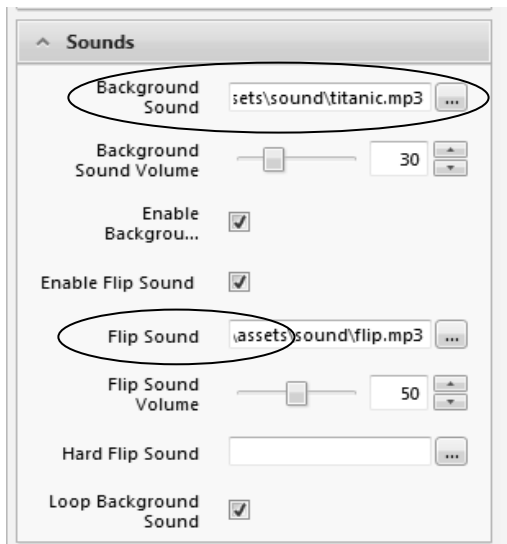 Sounds
Background
Sound
sets\sound\titanic.mp3 ...
Background
Sound Volume
30
Enable
Backgrou...
Enable Flip Sound
Flip Sound
\assets\sound\flip.mp3 ...
Flip Sound
Volume
50
Hard Flip Sound
...
Loop Background
Sound